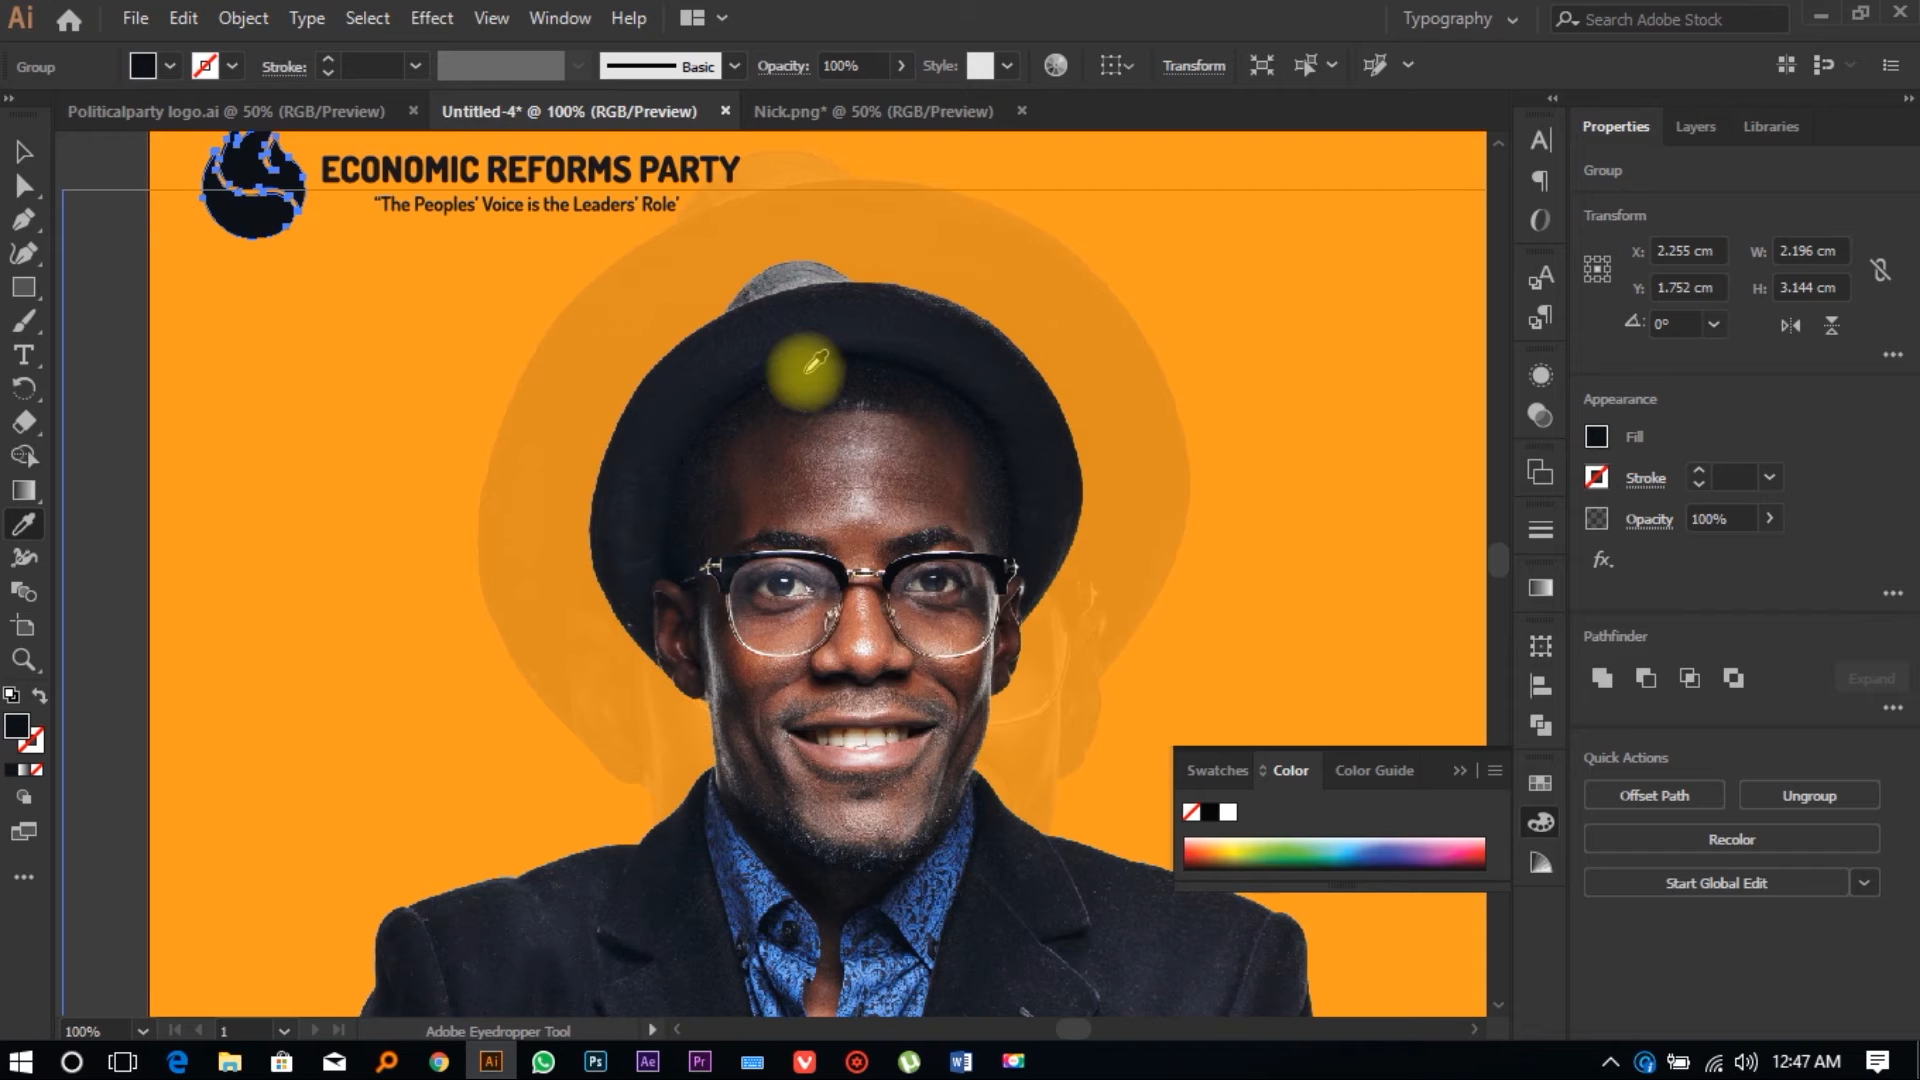 Ai File Edit Object Type Select Effect View Window Help Typography Search Adobe Stock
Group Stroke: Basic Opacity: 100% Style: Transform
Politicalparty logo.ai @ 50% (RGB/Preview) × Untitled-4* @ 100% (RGB/Preview) × Nick.png* @ 50% (RGB/Preview) ×
Properties Layers Libraries
ECONOMIC REFORMS PARTY
“The Peoples’ Voice is the Leaders’ Role’
Group
Transform
X: 2.255 cm W: 2.196 cm
Y: 1.752 cm H: 3.144 cm
0°
Appearance
Fill
Stroke
Opacity 100%
fx.
Pathfinder
Expand
Quick Actions
Offset Path Ungroup
Recolor
Start Global Edit
Swatches Color Color Guide
100% 1 Adobe Eyedropper Tool
Ai Ps Ae Pr 12:47 AM